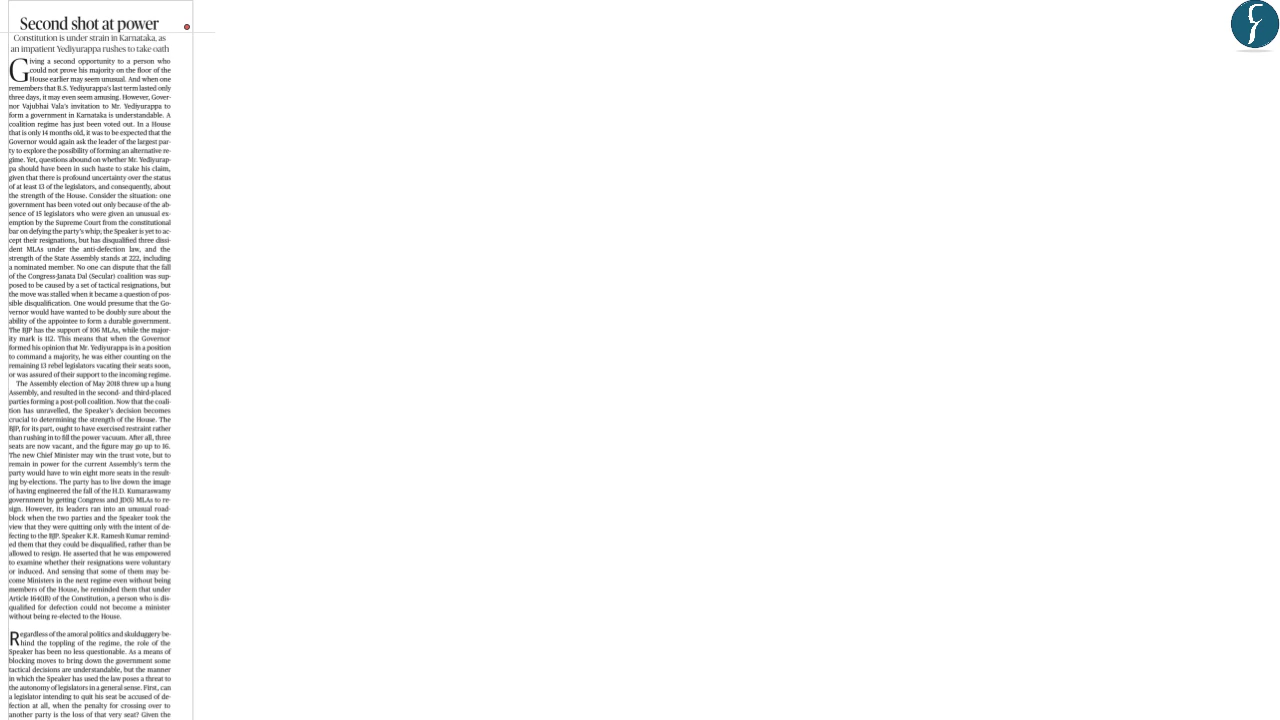 Second shot at power
Constitution is under strain in Karnataka, as
an impatient Yediyurappa rushes to take oath
Giving a second opportunity to a person who
could not prove his majority on the floor of the
House earlier may seem unusual. And when one
remembers that B.S. Yediyurappa's last term lasted only
three days, it may even seem amusing. However, Gover-
nor Vajubhai Vala's invitation to Mr. Yediyurappa to
form a government in Karnataka is understandable. A
coalition regime has just been voted out. In a House
that is only 14 months old, it was to be expected that the
Governor would again ask the leader of the largest par-
ty to explore the possibility of forming an alternative re-
gime. Yet, questions abound on whether Mr. Yediyurap-
pa should have been in such haste to stake his claim,
given that there is profound uncertainty over the status
of at least 13 of the legislators, and consequently, about
the strength of the House. Consider the situation: one
government has been voted out only because of the ab-
sence of 15 legislators who were given an unusual ex-
emption by the Supreme Court from the constitutional
bar on defying the party's whip; the Speaker is yet to ac-
cept their resignations, but has disqualified three dissi-
dent MLAs under the anti-defection law, and the
strength of the State Assembly stands at 222, including
a nominated member. No one can dispute that the fall
of the Congress-Janata Dal (Secular) coalition was sup-
posed to be caused by a set of tactical resignations, but
the move was stalled when it became a question of pos-
sible disqualification. One would presume that the Go-
vernor would have wanted to be doubly sure about the
ability of the appointee to form a durable government.
The BJP has the support of 106 MLAs, while the major-
ity mark is 112. This means that when the Governor
formed his opinion that Mr. Yediyurappa is in a position
to command a majority, he was either counting on the
remaining 13 rebel legislators vacating their seats soon,
or was assured of their support to the incoming regime.
The Assembly election of May 2018 threw up a hung
Assembly, and resulted in the second- and third-placed
parties forming a post-poll coalition. Now that the coali-
tion has unravelled, the Speaker's decision becomes
crucial to determining the strength of the House. The
BJP, for its part, ought to have exercised restraint rather
than rushing in to fill the power vacuum. After all, three
seats are now vacant, and the figure may go up to 16.
The new Chief Minister may win the trust vote, but to
remain in power for the current Assembly's term the
party would have to win eight more seats in the result-
ing by-elections. The party has to live down the image
of having engineered the fall of the H.D. Kumaraswamy
government by getting Congress and JD(S) MLAs to re-
sign. However, its leaders ran into an unusual road-
block when the two parties and the Speaker took the
view that they were quitting only with the intent of de-
fecting to the BJP. Speaker K.R. Ramesh Kumar remind-
ed them that they could be disqualified, rather than be
allowed to resign. He asserted that he was empowered
to examine whether their resignations were voluntary
or induced. And sensing that some of them may be-
come Ministers in the next regime even without being
members of the House, he reminded them that under
Article 164(1B) of the Constitution, a person who is dis-
qualified for defection could not become a minister
without being re-elected to the House.
Regardless of the amoral politics and skulduggery be-
hind the toppling of the regime, the role of the
Speaker has been no less questionable. As a means of
blocking moves to bring down the government some
tactical decisions are understandable, but the manner
in which the Speaker has used the law poses a threat to
the autonomy of legislators in a general sense. First, can
a legislator intending to quit his seat be accused of de-
fection at all, when the penalty for crossing over to
another party is the loss of that very seat? Given the